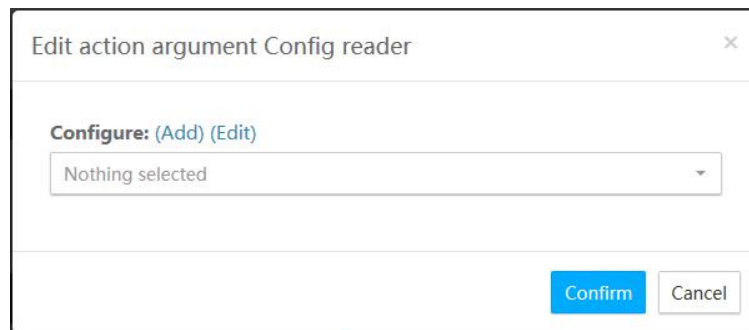 Edit action argument Config reader
×
Configure: (Add) (Edit)
Nothing selected
Confirm Cancel